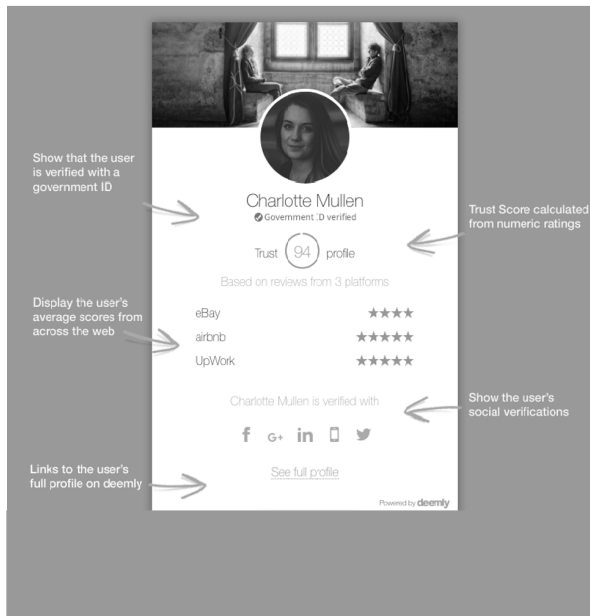 Show that the user
is verified with a
government ID
Charlotte Mullen
Government ID verified
Trust 94 profile
Trust Score calculated
from numeric ratings
Based on reviews from 3 platforms
Display the user's
average scores from
across the web
eBay ★★★★
airbnb ★★★★★
UpWork ★★★★★
Charlotte Mullen is verified with
Show the user's
social verifications
f G+ in
See full profile
Links to the user's
full profile on deemly
Powered by deemly